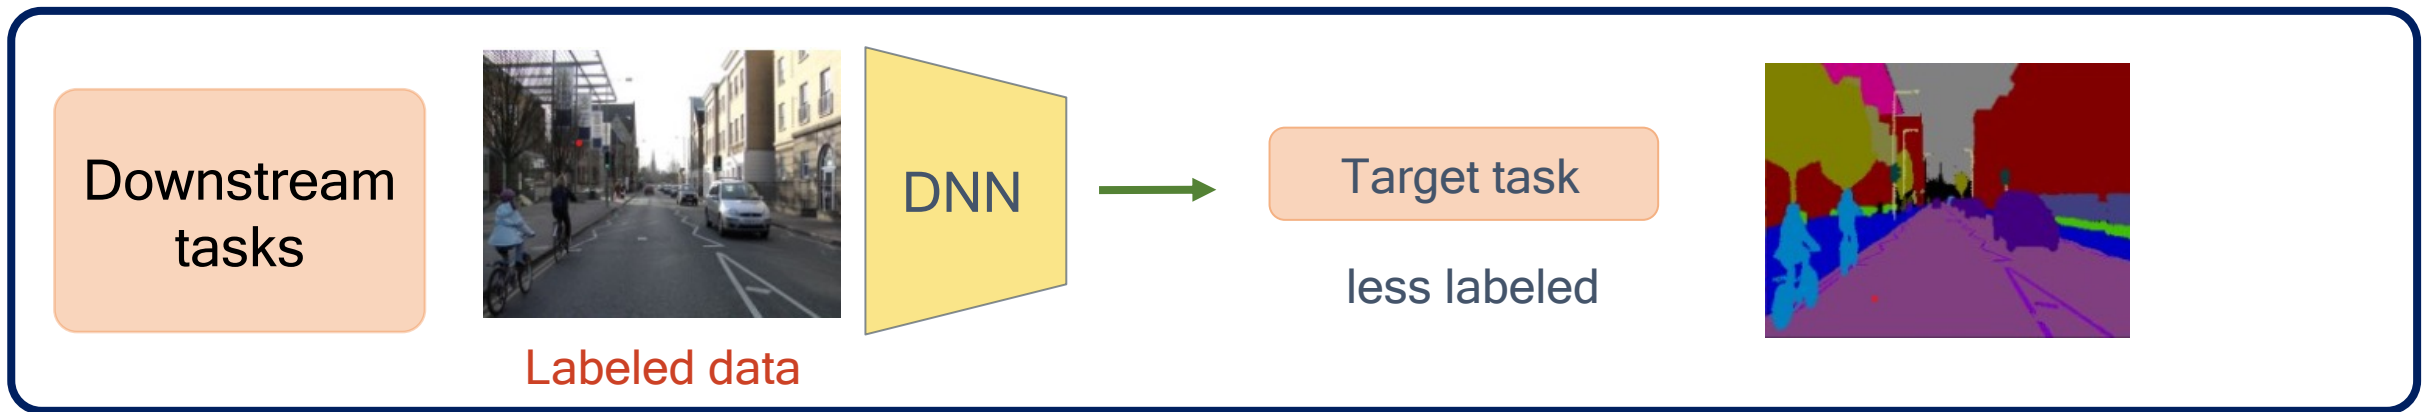 Downstream
tasks
Labeled data
DNN
Target task
less labeled